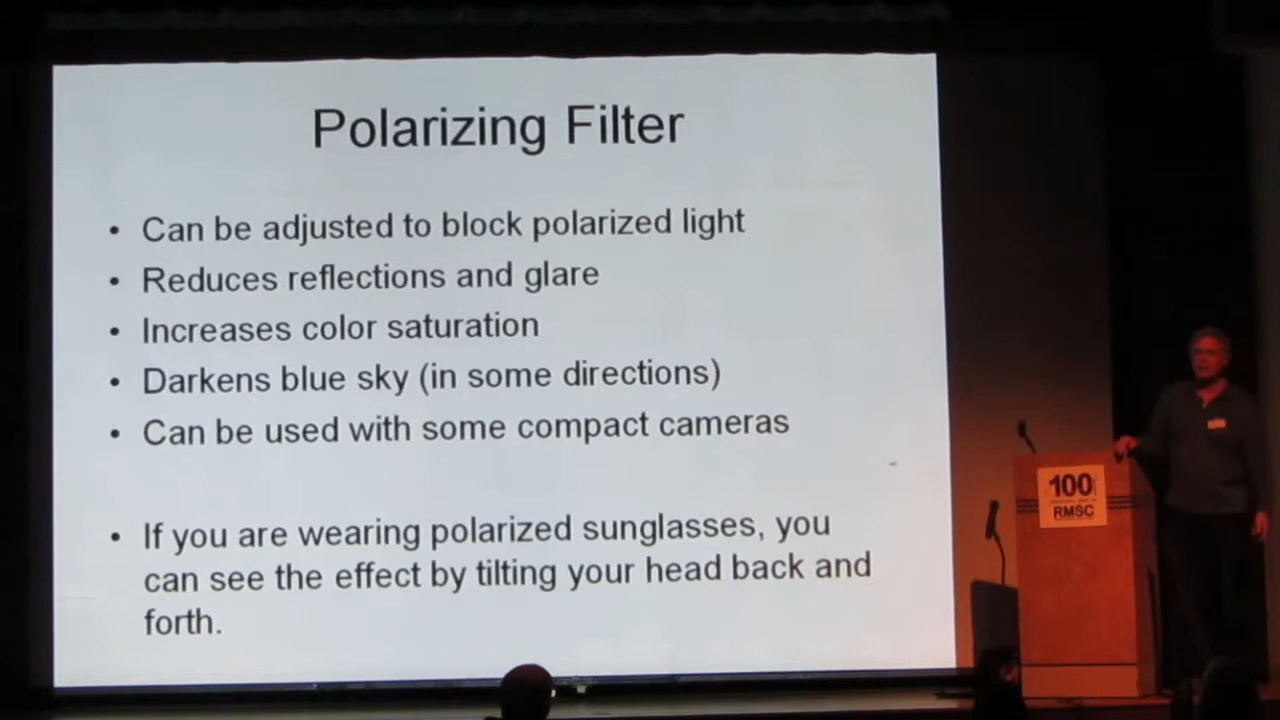 Polarizing Filter
• Can be adjusted to block polarized light
• Reduces reflections and glare
• Increases color saturation
• Darkens blue sky (in some directions)
• Can be used with some compact cameras
• If you are wearing polarized sunglasses, you
can see the effect by tilting your head back and
forth.
100
RMSC